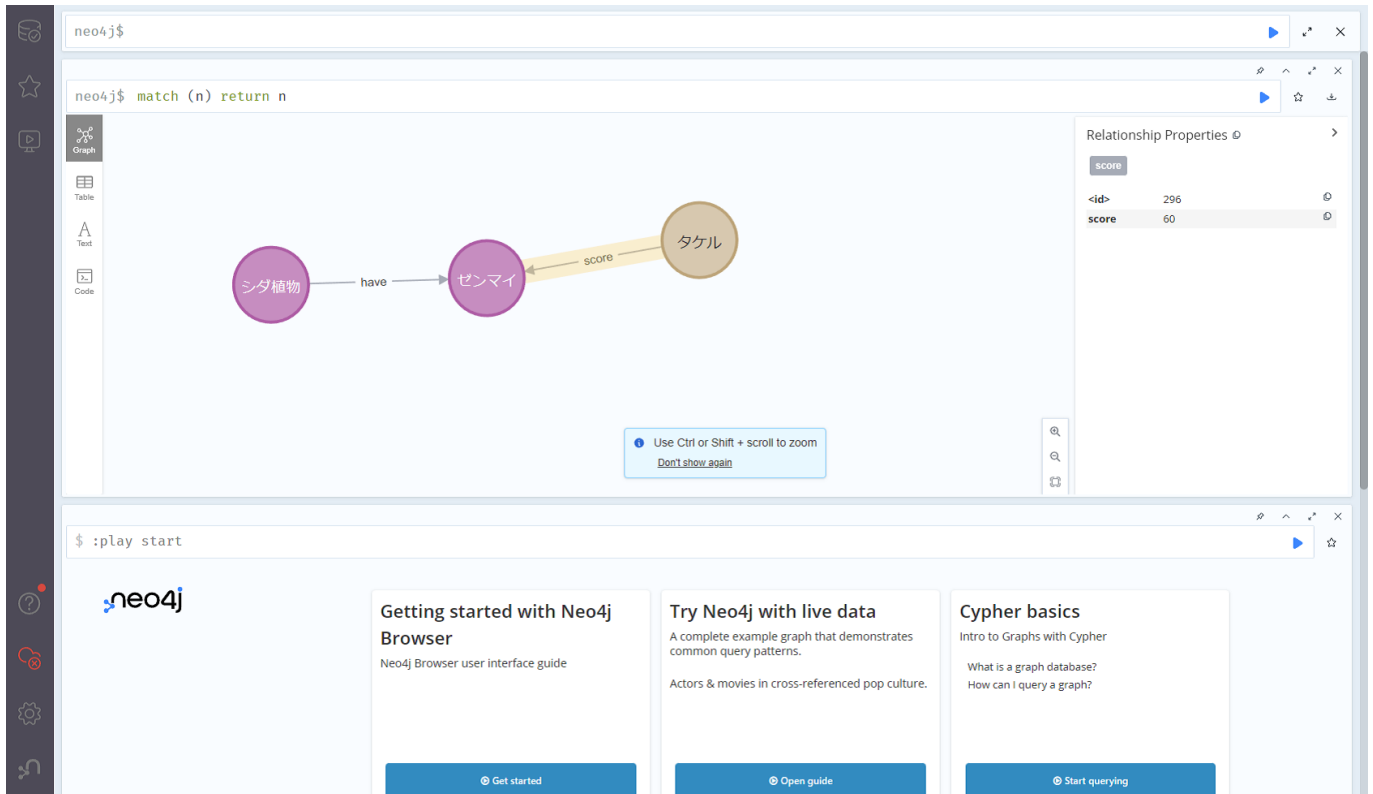 neo4j$
neo4j$ match (n) return n
Graph
Table
Text
Code
シダ植物
have
ゼンマイ
score
タケル
Relationship Properties
score
<id> 296
score 60
Use Ctrl or Shift + scroll to zoom
Don't show again
$ :play start
neo4j
Getting started with Neo4j
Browser
Neo4j Browser user interface guide
Get started
Try Neo4j with live data
A complete example graph that demonstrates
common query patterns.
Actors & movies in cross-referenced pop culture.
Open guide
Cypher basics
Intro to Graphs with Cypher
What is a graph database?
How can I query a graph?
Start querying